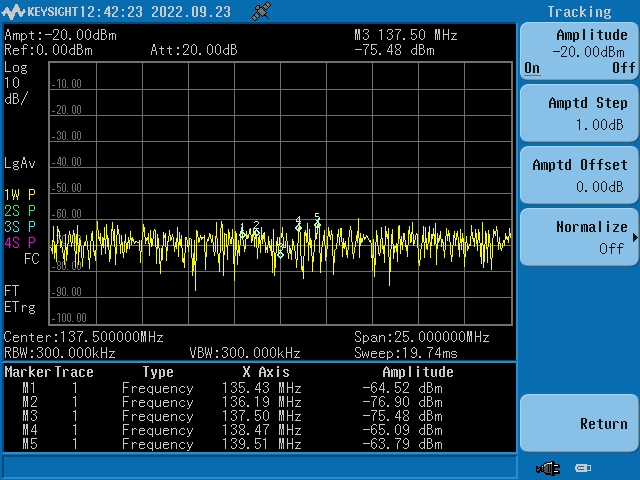 KEYSIGHT 12:42:23 2022.09.23
Tracking
Ampt:-20.00dBm
M3 137.50 MHz
Ref:0.00dBm
Att:20.00dB
-75.48 dBm
Log
10
dB/
LgAv
1W P
2S P
3S P
4S P
FC
FT
ETrg
-10.00
-20.00
-30.00
-40.00
-50.00
-60.00
-70.00
-80.00
-90.00
-100.00
1
2
4
5
Center:137.500000MHz
Span:25.000000MHz
RBW:300.000kHz
VBW:300.000kHz
Sweep:19.74ms
Marker Trace Type X Axis Amplitude
M1 1 Frequency 135.43 MHz -64.52 dBm
M2 1 Frequency 136.19 MHz -76.90 dBm
M3 1 Frequency 137.50 MHz -75.48 dBm
M4 1 Frequency 138.47 MHz -65.09 dBm
M5 1 Frequency 139.51 MHz -63.79 dBm
Amplitude
-20.00dBm
On Off
Amptd Step
1.00dB
Amptd Offset
0.00dB
Normalize
Off
Return